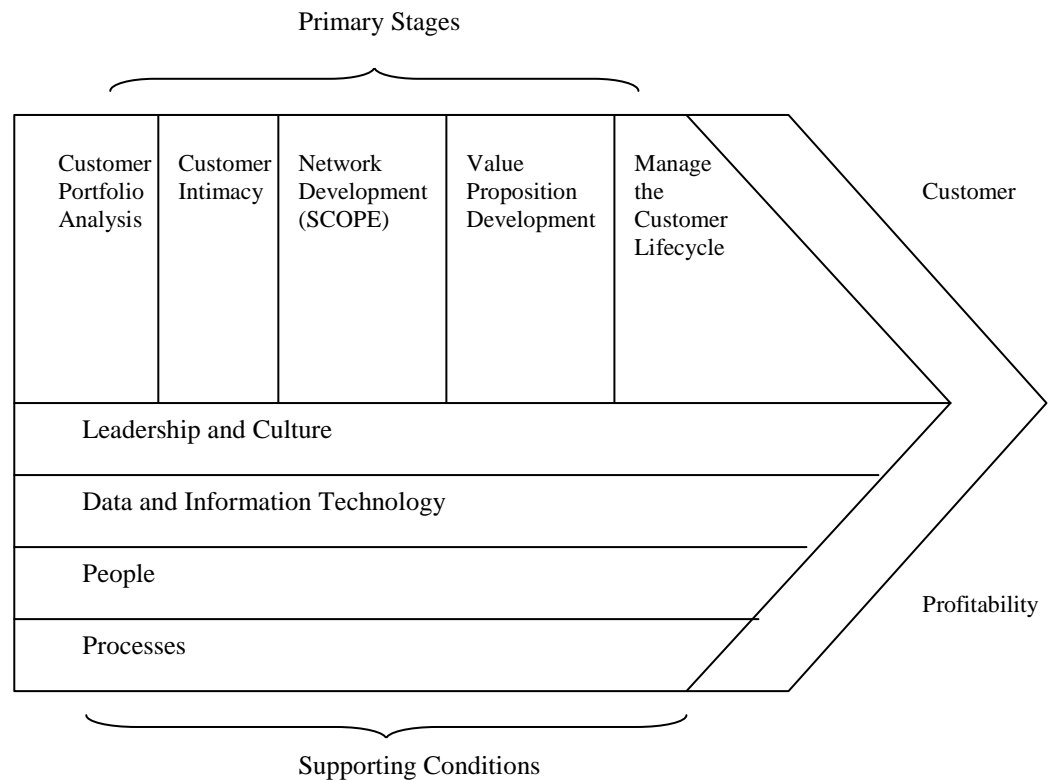 Primary Stages
Customer
Portfolio
Analysis
Customer
Intimacy
Network
Development
(SCOPE)
Value
Proposition
Development
Manage
the
Customer
Lifecycle
Customer
Leadership and Culture
Data and Information Technology
People
Profitability
Processes
Supporting Conditions